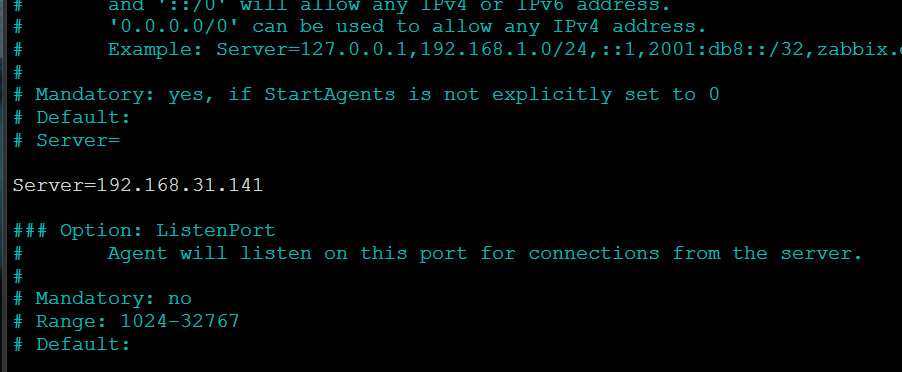 #       and '::/0' will allow any IPv4 or IPv6 address.
#       '0.0.0.0/0' can be used to allow any IPv4 address.
#       Example: Server=127.0.0.1,192.168.1.0/24,::1,2001:db8::/32,zabbix.
#
# Mandatory: yes, if StartAgents is not explicitly set to 0
# Default:
# Server=
Server=192.168.31.141
### Option: ListenPort
#       Agent will listen on this port for connections from the server.
#
# Mandatory: no
# Range: 1024-32767
# Default: